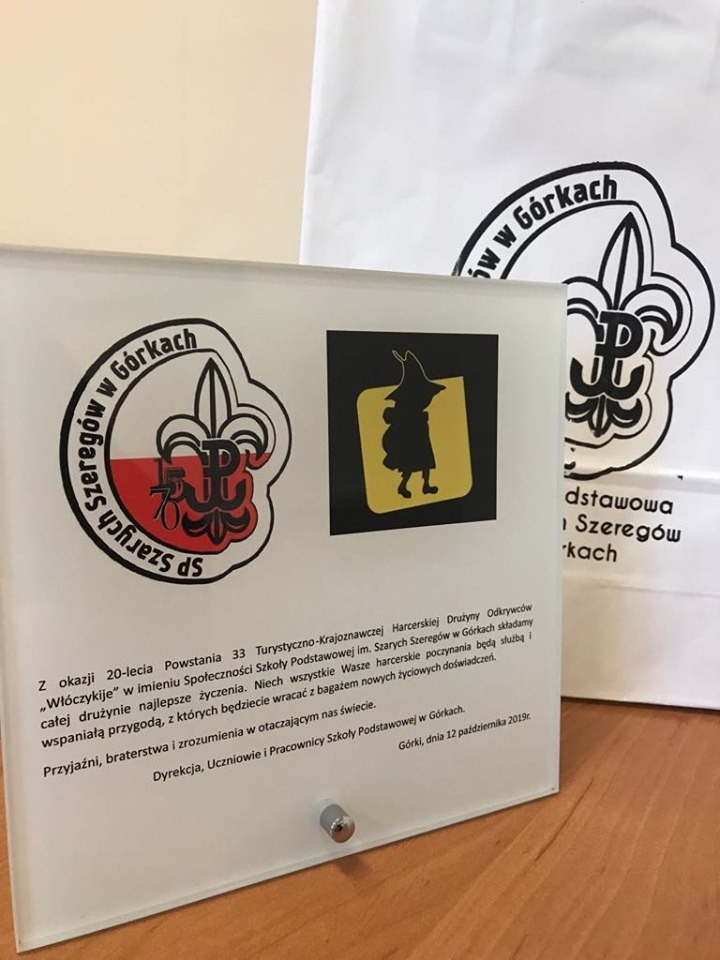 Sp Szarych Szeregów w Górkach
1570
Z okazji 20-lecia Powstania 33 Turystyczno-Krajoznawczej Harcerskiej Drużyny Odkrywców
„Włóczykije” w imieniu Społeczności Szkoły Podstawowej im. Szarych Szeregów w Górkach składamy
całej drużynie najlepsze życzenia. Niech wszystkie Wasze harcerskie poczynania będą służbą i
wspaniałą przygodą, z których będziecie wracać z bagażem nowych życiowych doświadczeń.
Przyjaźni, braterstwa i zrozumienia w otaczającym nas świecie.
Dyrekcja, Uczniowie i Pracownicy Szkoły Podstawowej w Górkach.
Górki, dnia 12 października 2019r.
ów w Górkach
dstawowa
h Szeregów
rkach